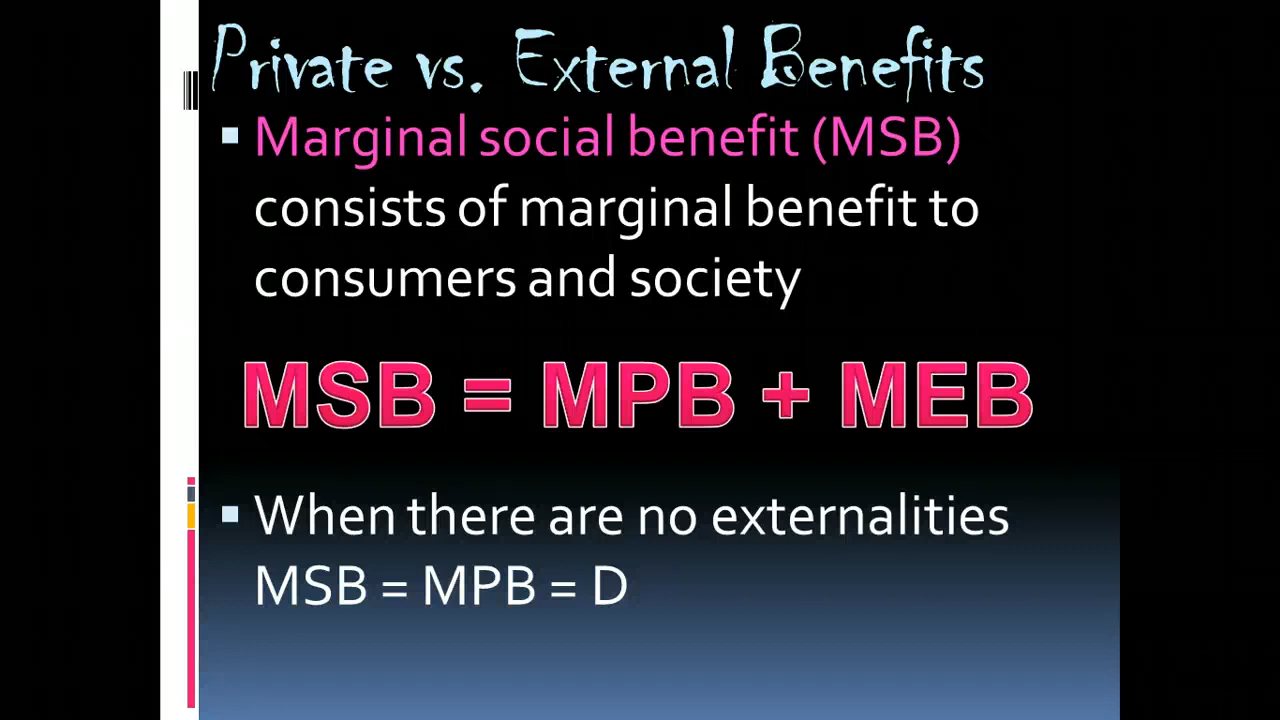 Private vs. External Benefits
▪ Marginal social benefit (MSB)
consists of marginal benefit to
consumers and society
MSB = MPB + MEB
▪ When there are no externalities
MSB = MPB = D